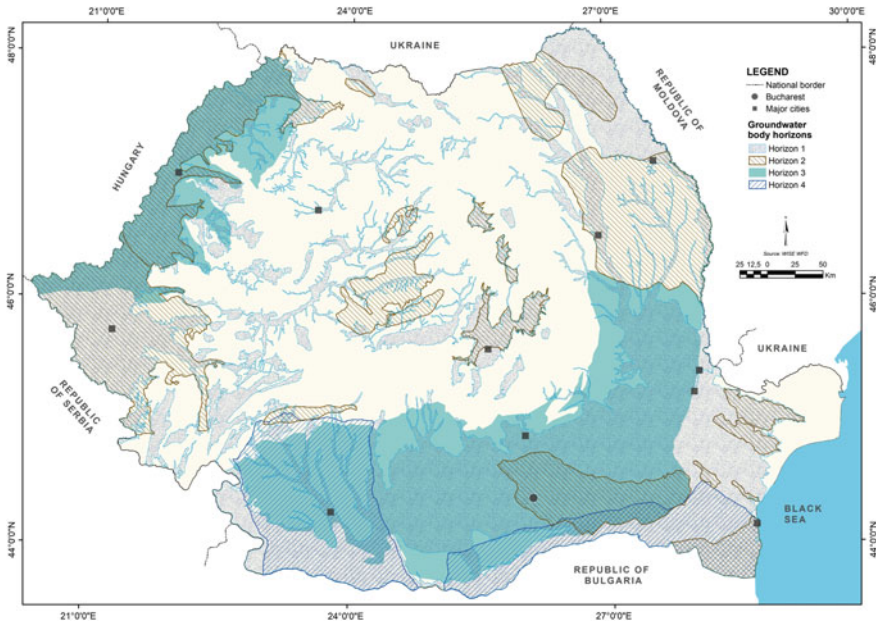 24°0'0"E
27°0'0"E
30°0'0"E
48°0'0"N
48°0'0"N
UKRAINE
REPUBLIC OF
MOLDOVA
LEGEND
National border
Bucharest
Major cities
Groundwater
body horizons
Horizon 1
Horizon 2
Horizon 3
Horizon 4
HUNGARY
Source: WISE WFD
25 12,5 0 25 50
Km
46°0'0"N
46°0'0"N
UKRAINE
REPUBLIC
OF SERBIA
BLACK
SEA
44°0'0"N
44°0'0"N
REPUBLIC OF
BULGARIA
21°0'0"E
24°0'0"E
27°0'0"E